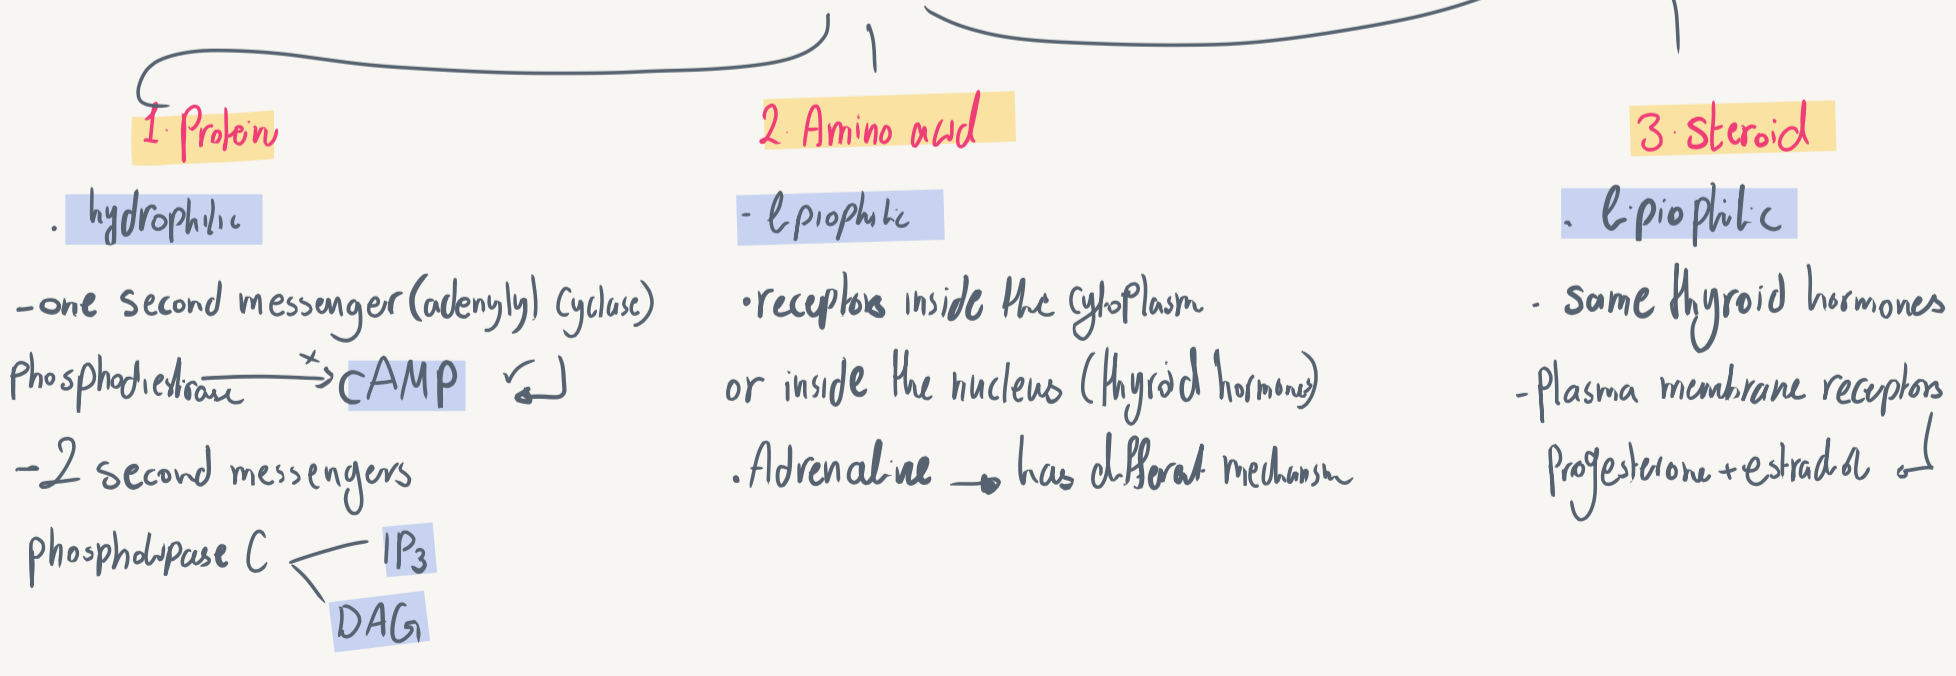 1. Protein
. hydrophilic
- one second messenger (adenylyl cyclase)
phosphodiestrase x cAMP
- 2 second messengers
phospholipase C IP3
DAG
2. Amino acid
- lipiophilic
. receptors inside the cytoplasm
or inside the nucleus (thyroid hormones)
. Adrenaline → has different mechanism
3. steroid
. lipiophilic
. same thyroid hormones
- Plasma membrane receptors
Progesterone + estradiol